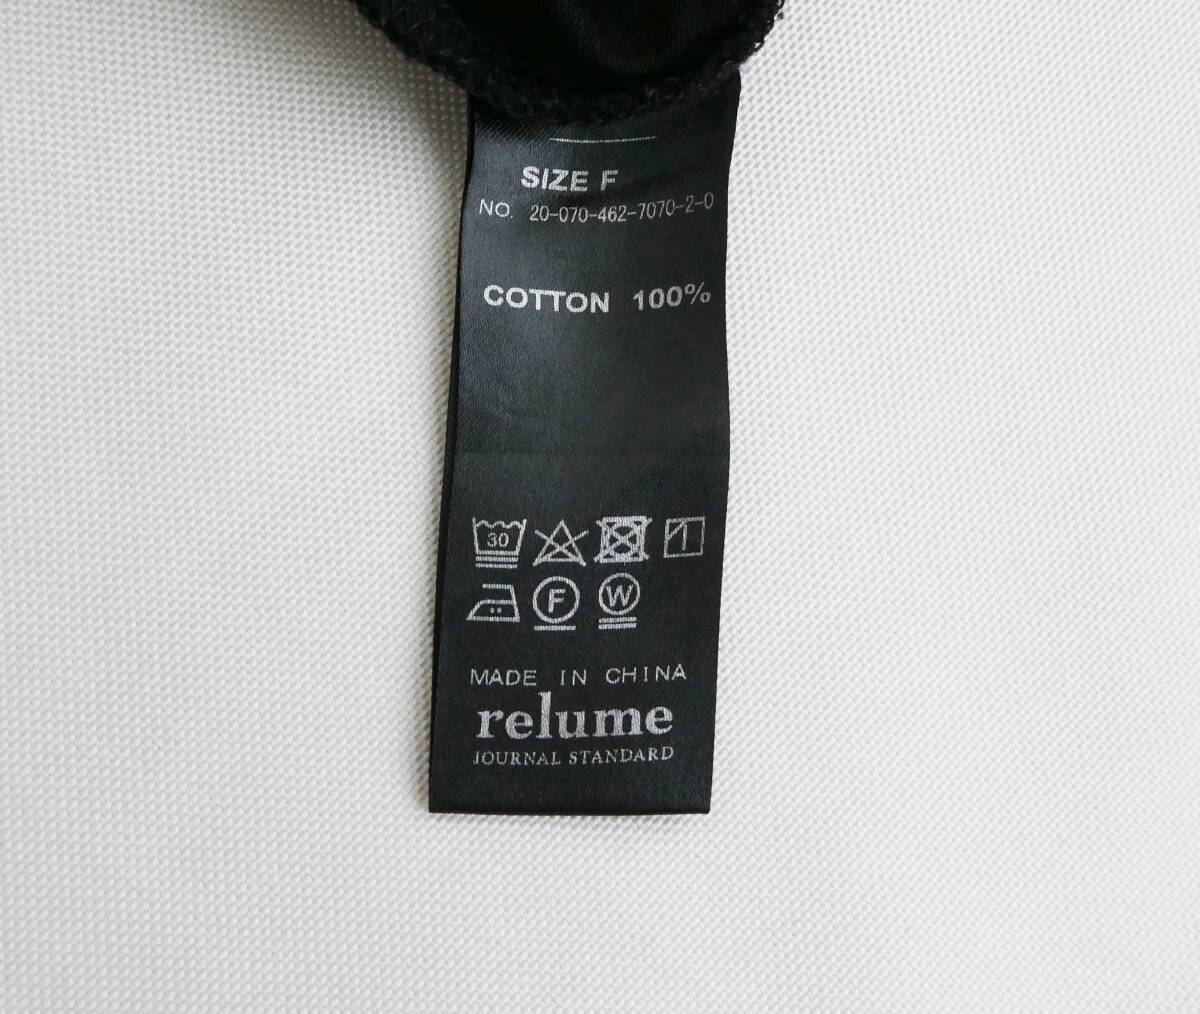 SIZE F
NO. 20-070-462-7070-2-0
COTTON 100%
30
F W
MADE IN CHINA
relume
JOURNAL STANDARD